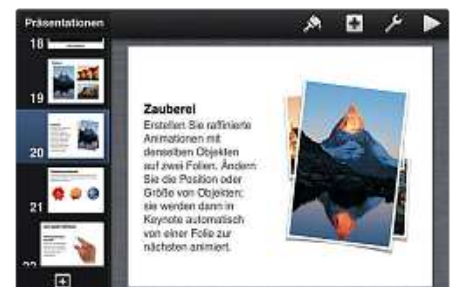 Präsentationen
18
19
20
21
22
Zauberei
Erstellen Sie raffinierte
Animationen mit
denselben Objekten
auf zwei Folien. Ändern
Sie die Position oder
Größe von Objekten;
sie werden dann in
Keynote automatisch
von einer Folie zur
nächsten animiert.